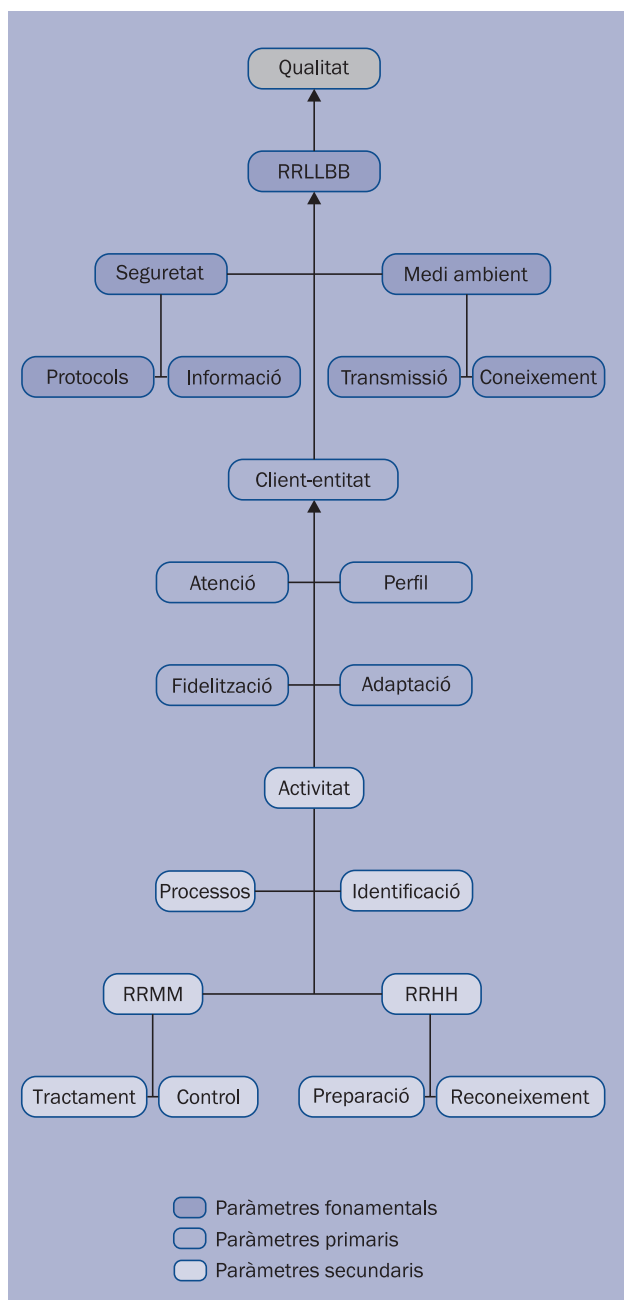 Qualitat
RRLLBB
Seguretat
Medi ambient
Protocols
Informació
Transmissió
Coneixement
Client-entitat
Atenció
Perfil
Fidelització
Adaptació
Activitat
Processos
Identificació
RRMM
RRHH
Tractament
Control
Preparació
Reconeixement
Paràmetres fonamentals
Paràmetres primaris
Paràmetres secundaris